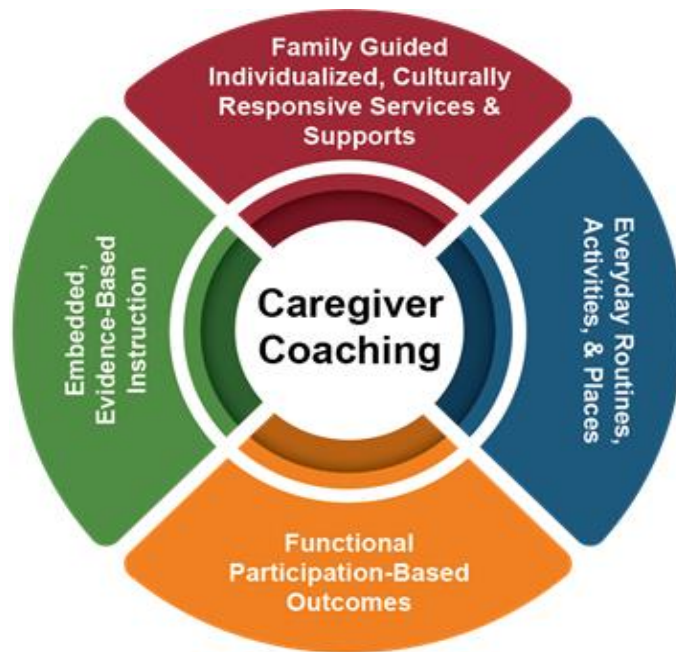 Family Guided
Individualized, Culturally
Responsive Services &
Supports
Everyday Routines,
Activities, & Places
Functional
Participation-Based
Outcomes
Embedded,
Evidence-Based
Instruction
Caregiver
Coaching